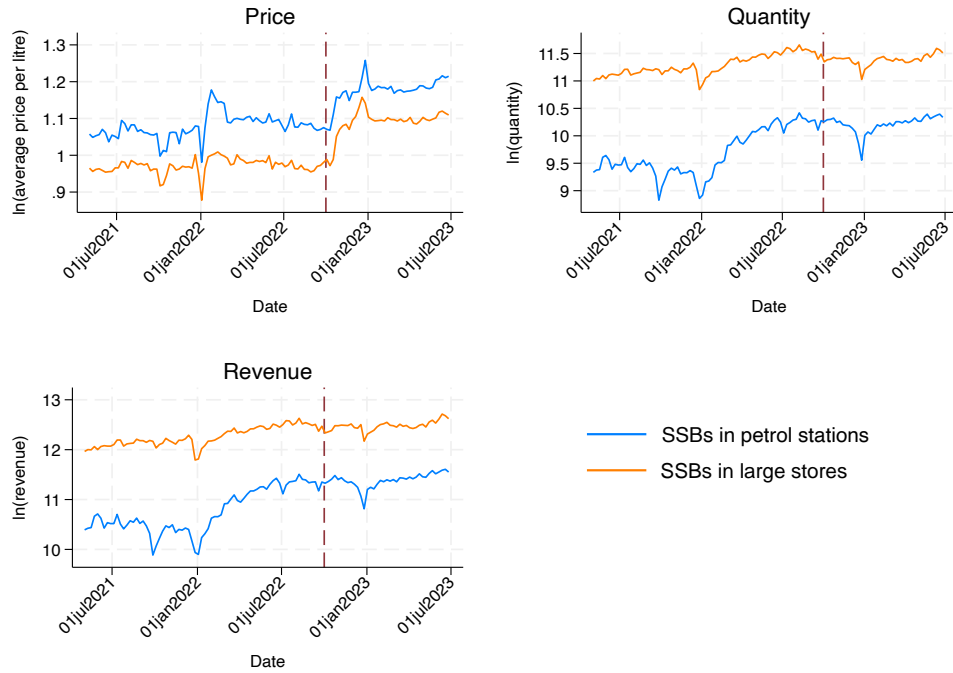 Price
ln(average price per litre)
1.3
1.2
1.1
1
.9
01jul2021
01jan2022
01jul2022
01jan2023
01jul2023
Date
Quantity
ln(quantity)
11.5
11
10.5
10
9.5
9
01jul2021
01jan2022
01jul2022
01jan2023
01jul2023
Date
Revenue
ln(revenue)
13
12
11
10
01jul2021
01jan2022
01jul2022
01jan2023
01jul2023
Date
SSBs in petrol stations
SSBs in large stores